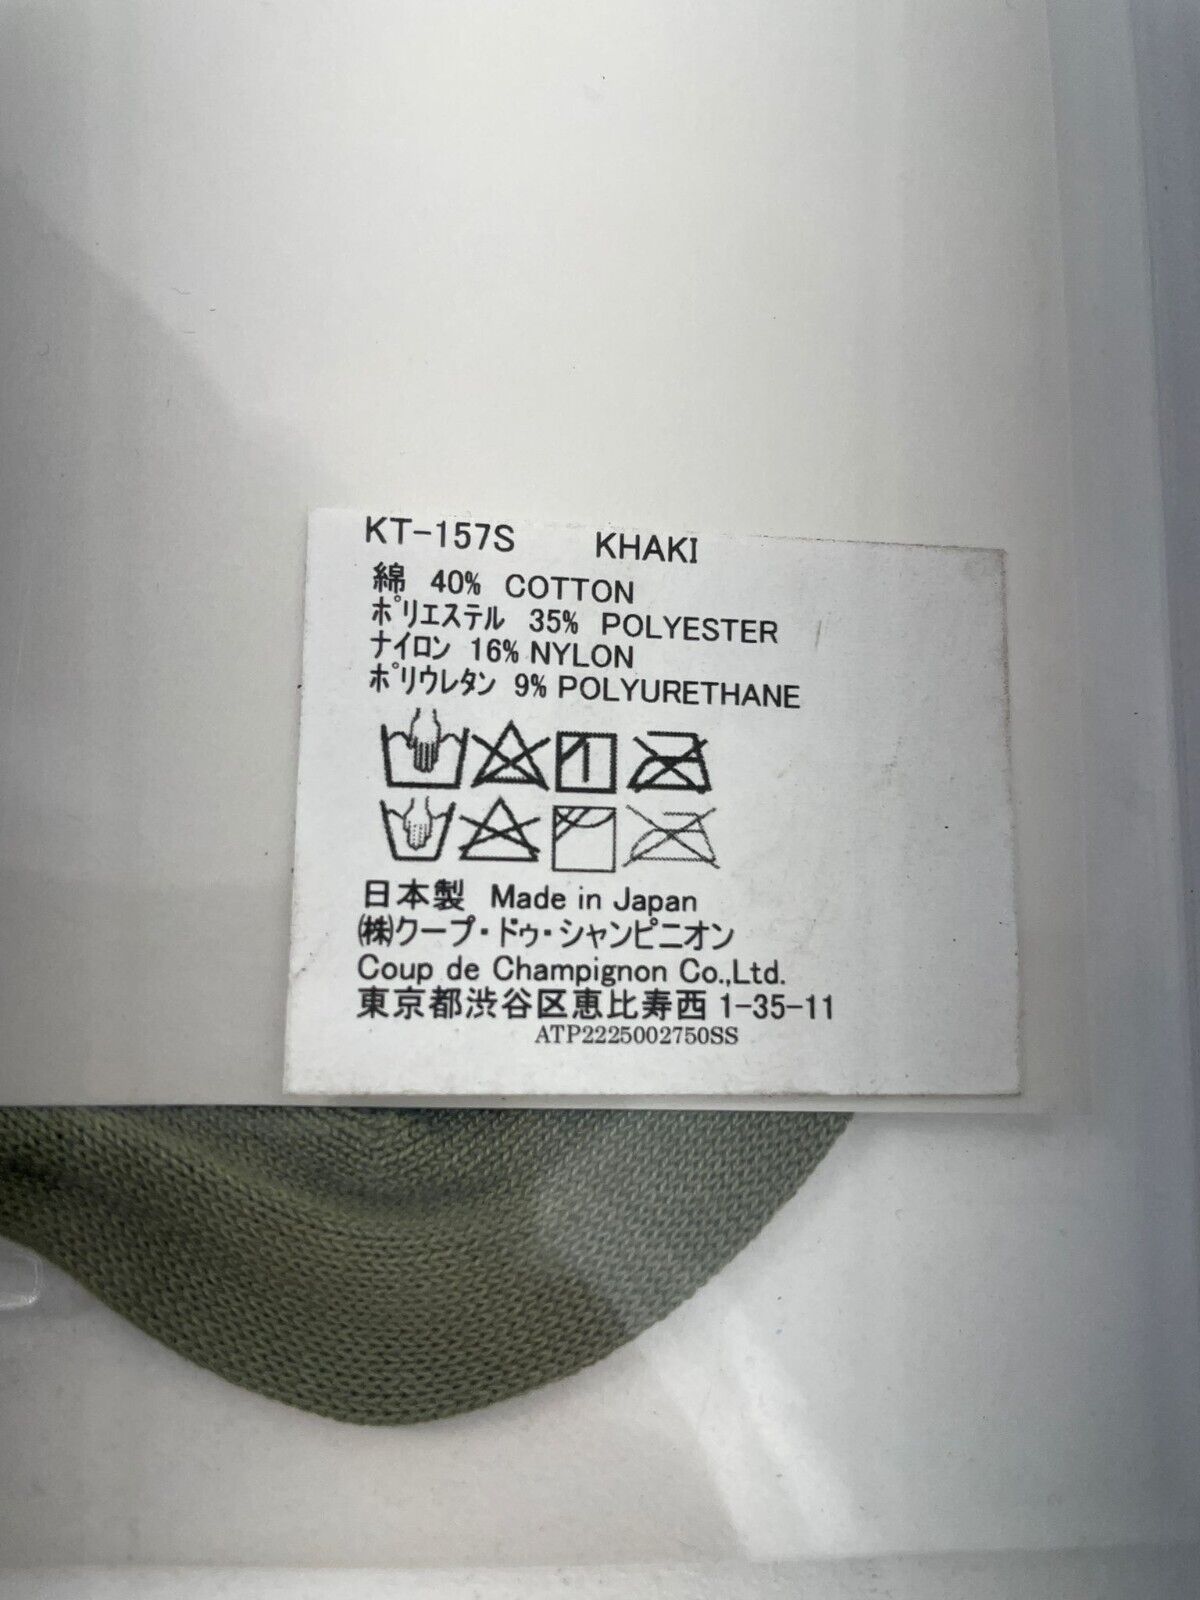 KT-157S KHAKI
綿 40% COTTON
ポリエステル 35% POLYESTER
ナイロン 16% NYLON
ポリウレタン 9% POLYURETHANE
日本製 Made in Japan
㈱クープ・ドゥ・シャンピニオン
Coup de Champignon Co.,Ltd.
東京都渋谷区恵比寿西 1-35-11
ATP2225002750SS